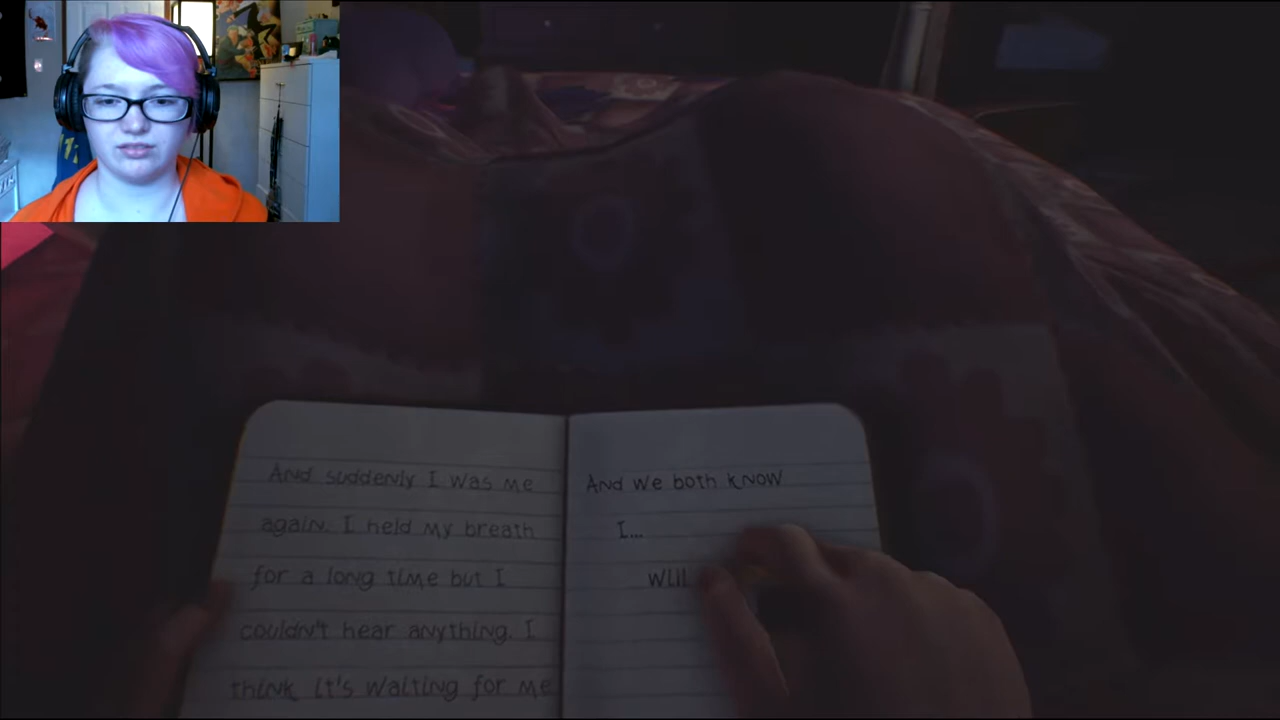 And suddenly I was me
again. I held my breath
for a long time but I
couldn't hear anything. I
think it's waiting for me
And we both know
I...
will